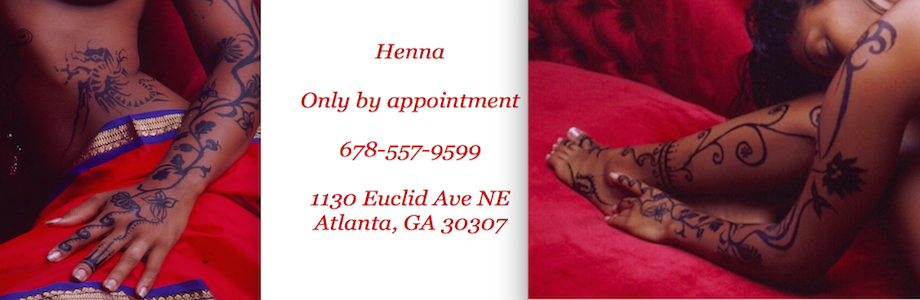 Henna
Only by appointment
678-557-9599
1130 Euclid Ave NE
Atlanta, GA 30307